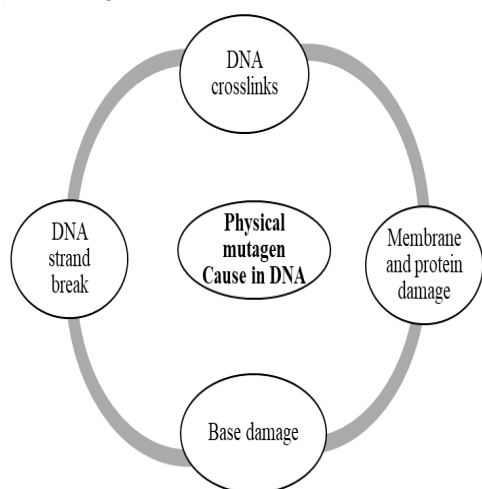 DNA
crosslinks
DNA
strand
break
Physical
mutagen
Cause in DNA
Membrane
and protein
damage
Base damage